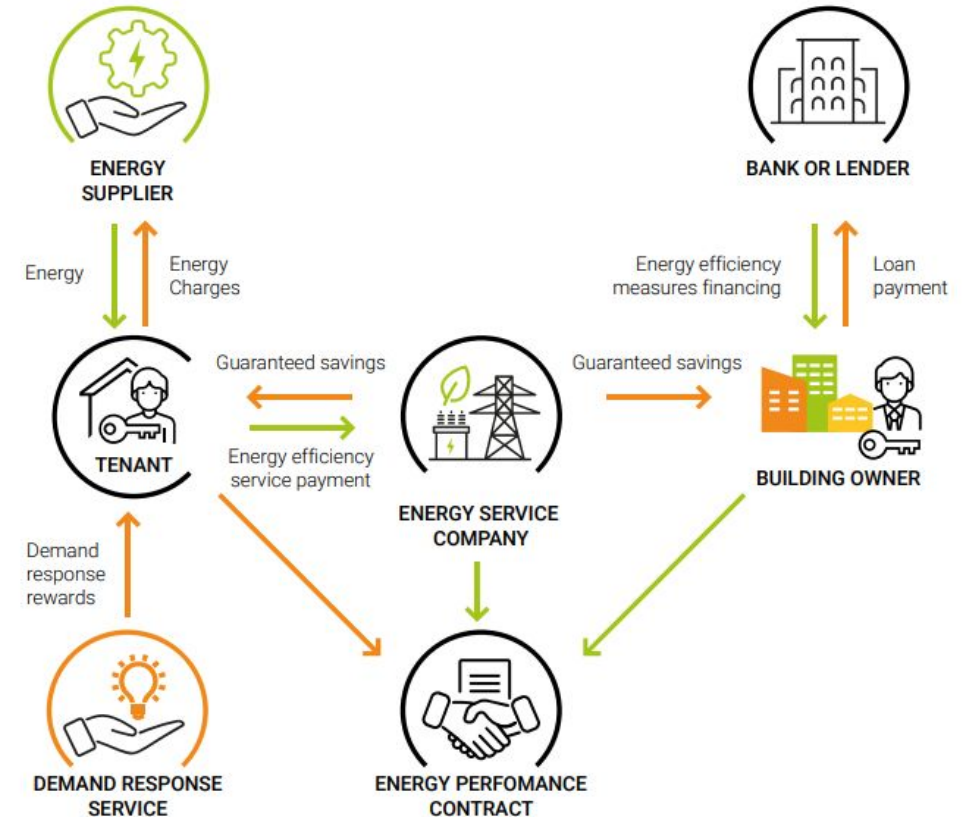 ENERGY
SUPPLIER
BANK OR LENDER
Energy
Energy
Charges
Energy efficiency
measures financing
Loan
payment
Guaranteed savings
Guaranteed savings
TENANT
Energy efficiency
service payment
BUILDING OWNER
ENERGY SERVICE
COMPANY
Demand
response
rewards
DEMAND RESPONSE
SERVICE
ENERGY PERFOMANCE
CONTRACT